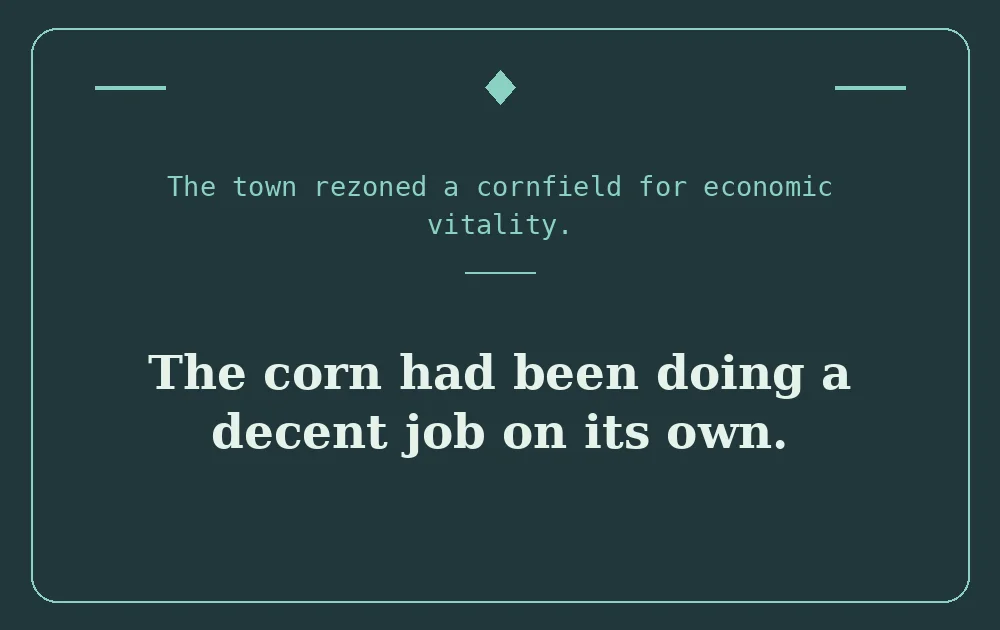 The town rezoned a cornfield for economic
vitality.
The corn had been doing a
decent job on its own.